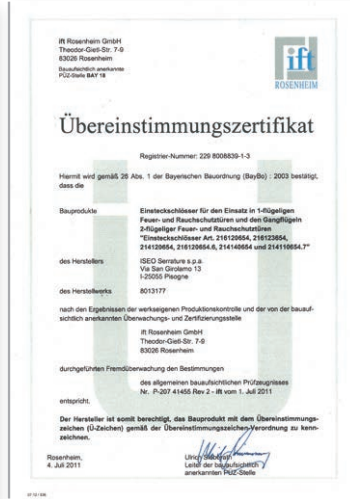 ift Rosenheim GmbH
Theodor-Gietl-Str. 7-9
83026 Rosenheim
Bauaufsichtlich anerkannte
PÜZ-Stelle BAY 18
ift
ROSENHEIM
Übereinstimmungszertifikat
Registrier-Nummer: 229 8008839-1-3
Hiermit wird gemäß 26 Abs. 1 der Bayerischen Bauordnung (BayBo) : 2003 bestätigt,
dass die
Bauprodukte
Einsteckschlösser für den Einsatz in 1-flügeligen
Feuer- und Rauchschutztüren und den Gangflügeln
2-flügeliger Feuer- und Rauchschutztüren
"Einsteckschlösser Art. 216120654, 216123654,
214120654, 216120654.6, 214140654 und 214110654.7"
des Herstellers
ISEO Serrature s.p.a
Via San Girolamo 13
I-25055 Pisogne
des Herstellwerks
8013177
nach den Ergebnissen der werkseigenen Produktionskontrolle und der von der bauauf-
sichtlich anerkannten Überwachungs- und Zertifizierungsstelle
ift Rosenheim GmbH
Theodor-Gietl-Str. 7-9
83026 Rosenheim
durchgeführten Fremdüberwachung den Bestimmungen
des allgemeinen bauaufsichtlichen Prüfzeugnisses
Nr. P-207 41455 Rev 2 - ift vom 1. Juli 2011
entspricht.
Der Hersteller ist somit berechtigt, das Bauprodukt mit dem Übereinstimmungs-
zeichen (Ü-Zeichen) gemäß der Übereinstimmungszeichen-Verordnung zu kenn-
zeichnen.
Rosenheim,
4. Juli 2011
Ulrich Sieberath
Leiter der bauaufsichtlich
anerkannten PÜZ-Stelle